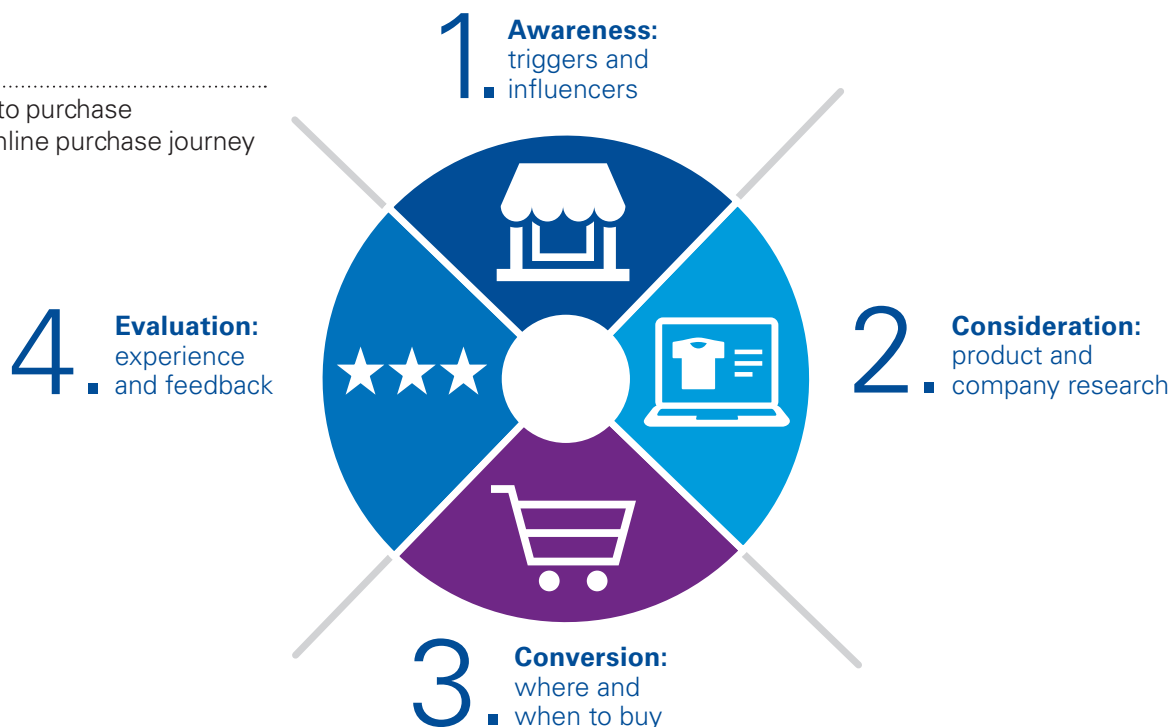 1. Awareness:
triggers and
influencers
to purchase
purchase journey
4. Evaluation:
experience
and feedback
2. Consideration:
product and
company research
3. Conversion:
where and
when to buy